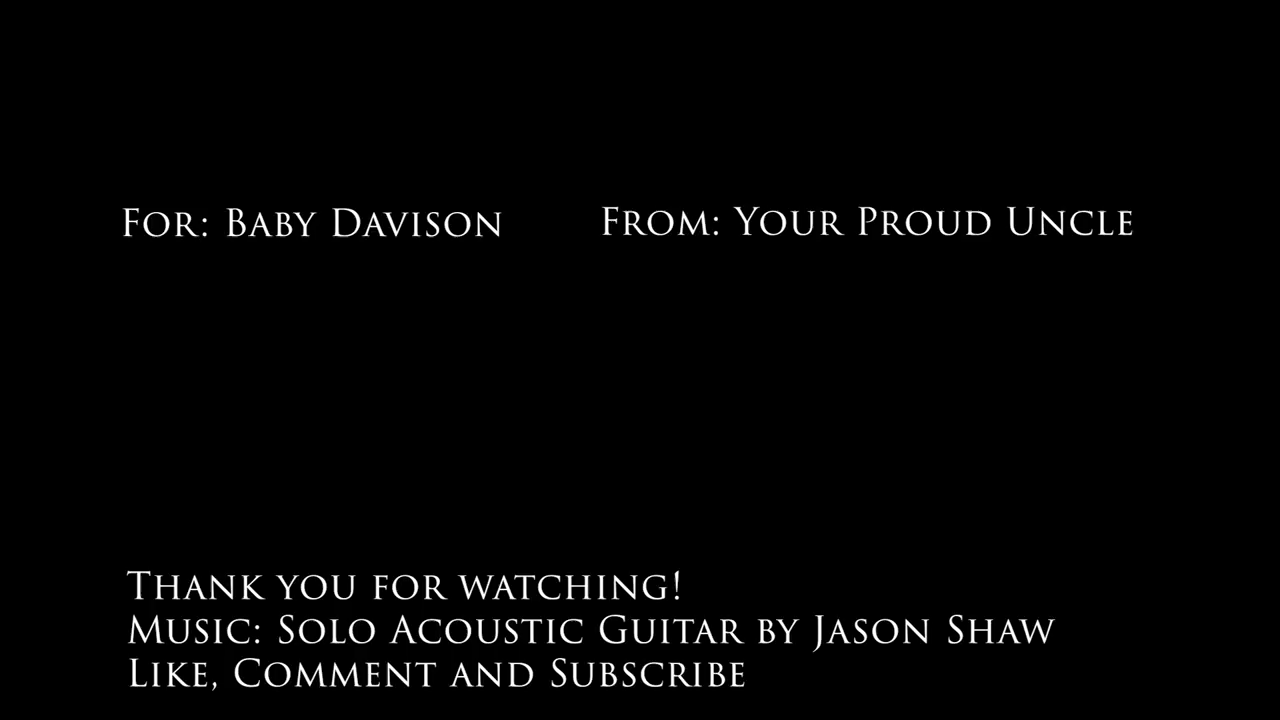 For: Baby Davison
From: Your Proud Uncle
Thank you for watching!
Music: Solo Acoustic Guitar by Jason Shaw
Like, Comment and Subscribe